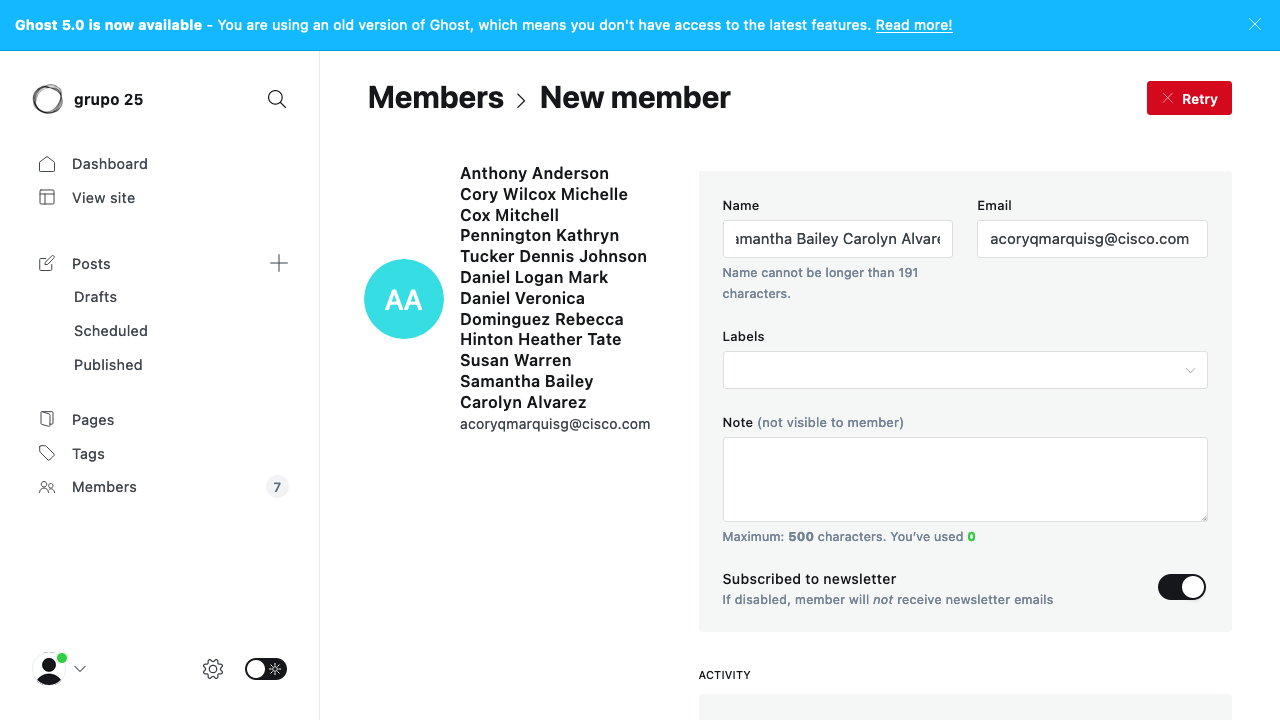 Ghost 5.0 is now available - You are using an old version of Ghost, which means you don't have access to the latest features. Read more!
grupo 25
Dashboard
View site
Posts
Drafts
Scheduled
Published
Pages
Tags
Members 7
Members > New member
Retry
AA
Anthony Anderson
Cory Wilcox Michelle
Cox Mitchell
Pennington Kathryn
Tucker Dennis Johnson
Daniel Logan Mark
Daniel Veronica
Dominguez Rebecca
Hinton Heather Tate
Susan Warren
Samantha Bailey
Carolyn Alvarez
acoryqmarquisg@cisco.com
Name
amantha Bailey Carolyn Alvare
Name cannot be longer than 191
characters.
Email
acoryqmarquisg@cisco.com
Labels
Note (not visible to member)
Maximum: 500 characters. You’ve used 0
Subscribed to newsletter
If disabled, member will not receive newsletter emails
ACTIVITY